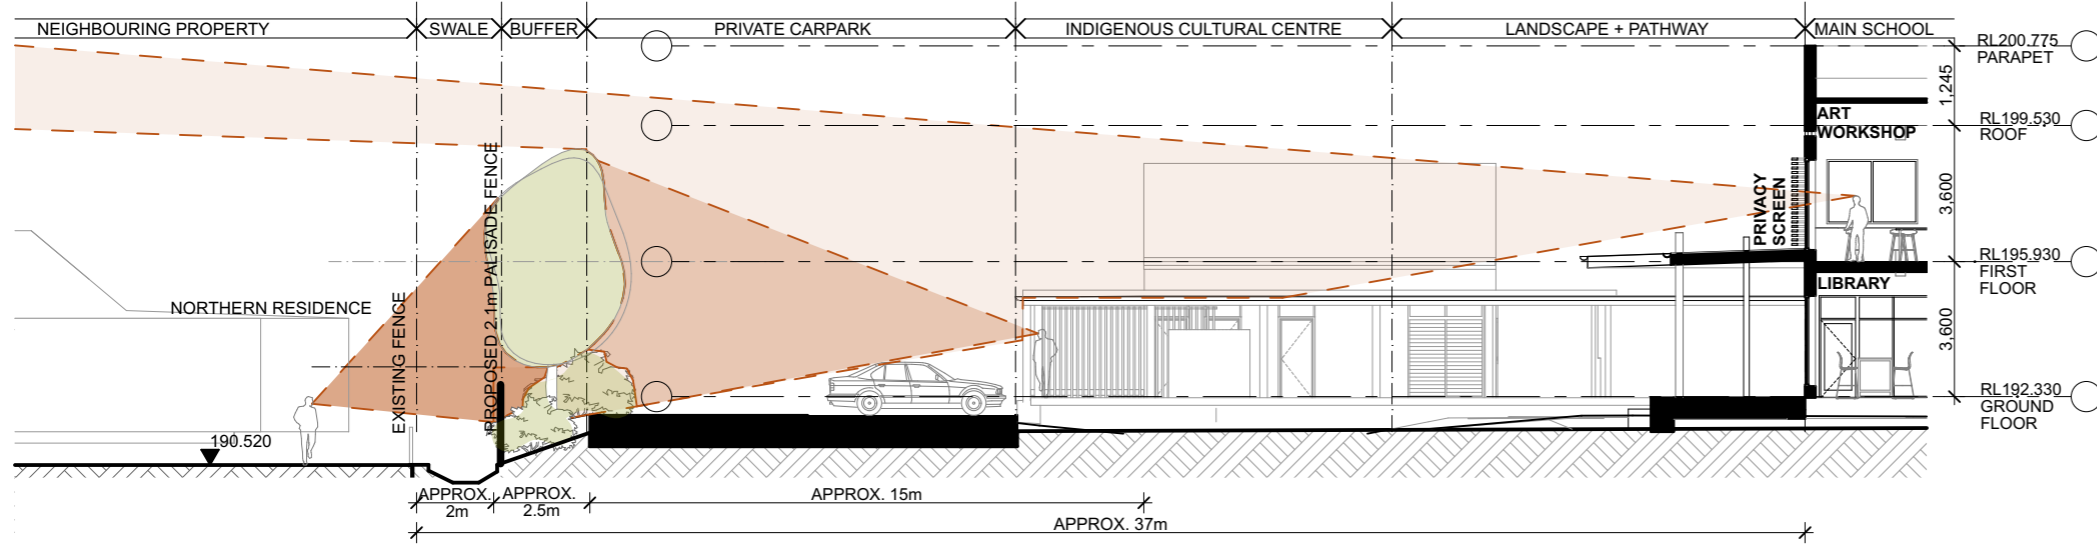 NEIGHBOURING PROPERTY
SWALE
BUFFER
PRIVATE CARPARK
INDIGENOUS CULTURAL CENTRE
LANDSCAPE + PATHWAY
MAIN SCHOOL
RL200.775
PARAPET
1,245
RL199.530
ROOF
ART
WORKSHOP
3,600
PRIVACY
SCREEN
RL195.930
FIRST
FLOOR
LIBRARY
3,600
RL192.330
GROUND
FLOOR
NORTHERN RESIDENCE
EXISTING FENCE
PROPOSED 2.1m PALISADE FENCE
190.520
APPROX.
2m
APPROX.
2.5m
APPROX. 15m
APPROX. 37m